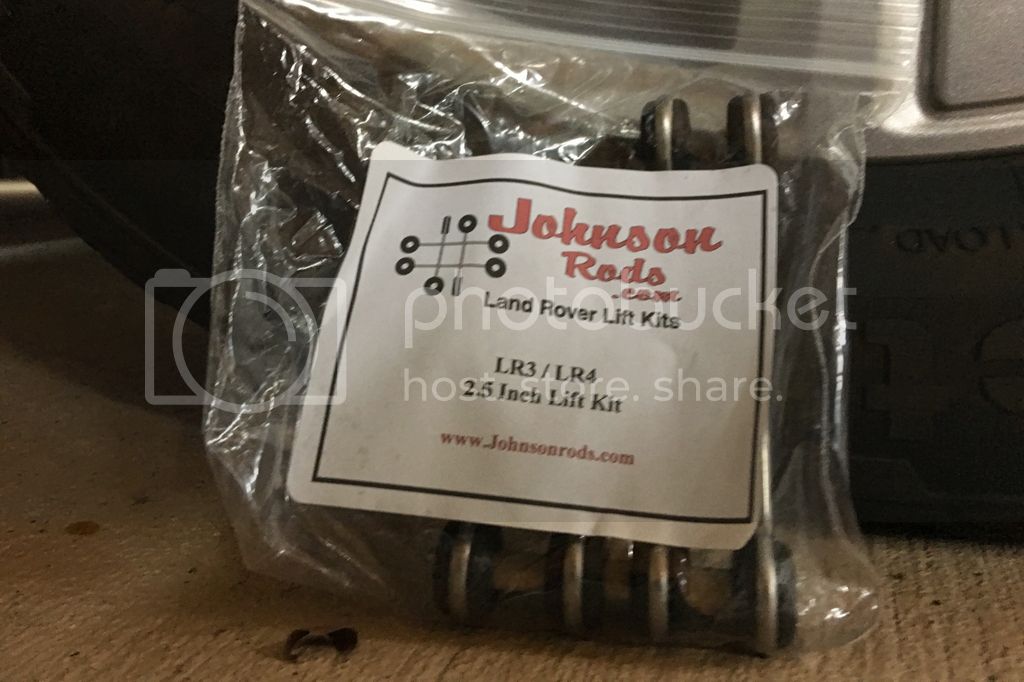 Johnson
Rods
.com
Land Rover Lift Kits
LR3 / LR4
2.5 Inch Lift Kit
www.Johnsonrods.com
photobucket
host. store. share.
LOAD